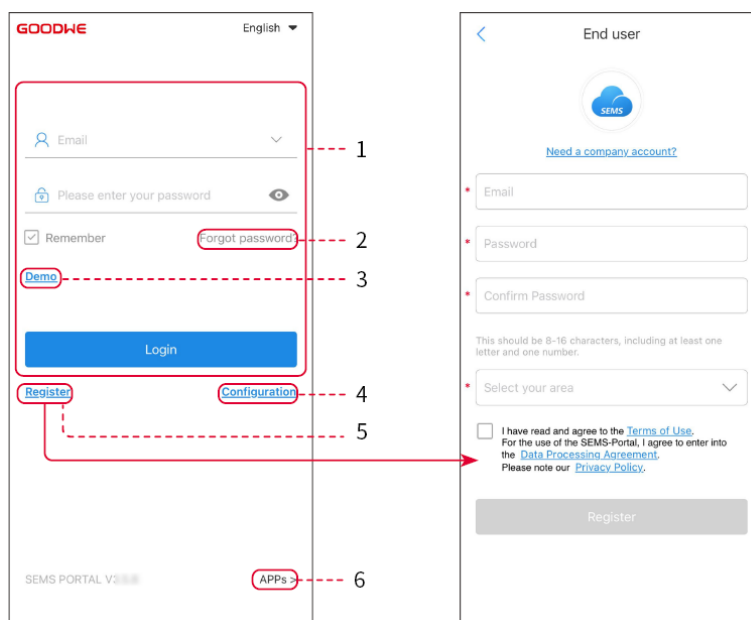 GOODWE
English
Email
1
Please enter your password
Remember
Forgot password?
2
Demo
3
Login
Register
Configuration
4
5
SEMS PORTAL
APPs >
6
End user
SEMS
Need a company account?
* Email
* Password
* Confirm Password
This should be 8-16 characters, including at least one
letter and one number.
* Select your area
I have read and agree to the Terms of Use.
For the use of the SEMS-Portal, I agree to enter into
the Data Processing Agreement.
Please note our Privacy Policy.
Register